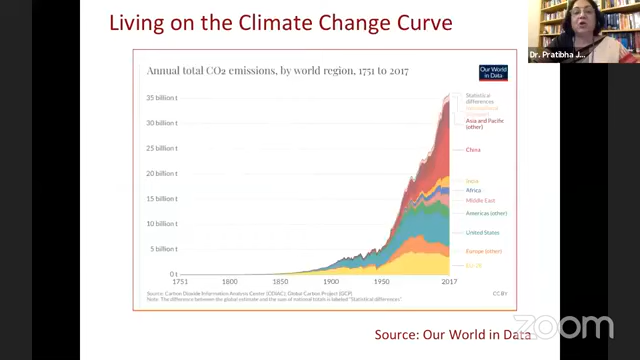 Living on the Climate Change Curve
Dr. Pratibha J...
Annual total CO₂ emissions, by world region, 1751 to 2017
Our World
in Data
35 billion t
30 billion t
25 billion t
20 billion t
15 billion t
10 billion t
5 billion t
0 t
1751
1800
1850
1900
1950
2017
Statistical
differences
Asia and Pacific
(other)
China
India
Africa
Middle East
Americas (other)
United States
Europe (other)
EU-28
Source: Carbon Dioxide Information Analysis Center (CDIAC); Global Carbon Project (GCP)
Note: The difference between the global estimate and the sum of national totals is labeled "Statistical differences".
CC BY
Source: Our World in Data
zoom